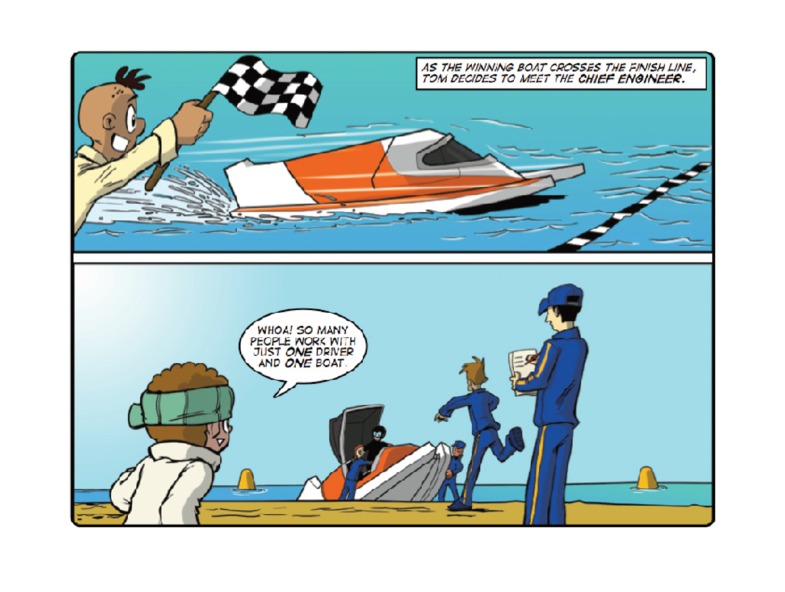 AS THE WINNING BOAT CROSSES THE FINISH LINE,
TOM DECIDES TO MEET THE CHIEF ENGINEER.
WHOA! SO MANY
PEOPLE WORK WITH
JUST ONE DRIVER
AND ONE BOAT.